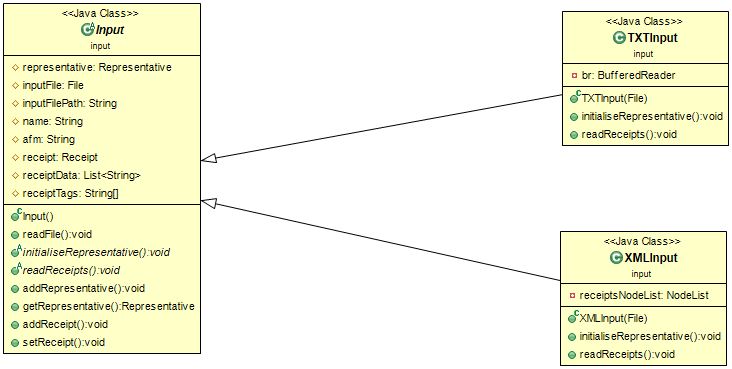 <<Java Class>>
Input
input
representative: Representative
inputFile: File
inputFilePath: String
name: String
afm: String
receipt: Receipt
receiptData: List<String>
receiptTags: String[]
Input()
readFile():void
initialiseRepresentative():void
readReceipts():void
addRepresentative():void
getRepresentative():Representative
addReceipt():void
setReceipt():void
<<Java Class>>
TXTInput
input
br: BufferedReader
TXTInput(File)
initialiseRepresentative():void
readReceipts():void
<<Java Class>>
XMLInput
input
receiptsNodeList: NodeList
XMLInput(File)
initialiseRepresentative():void
readReceipts():void